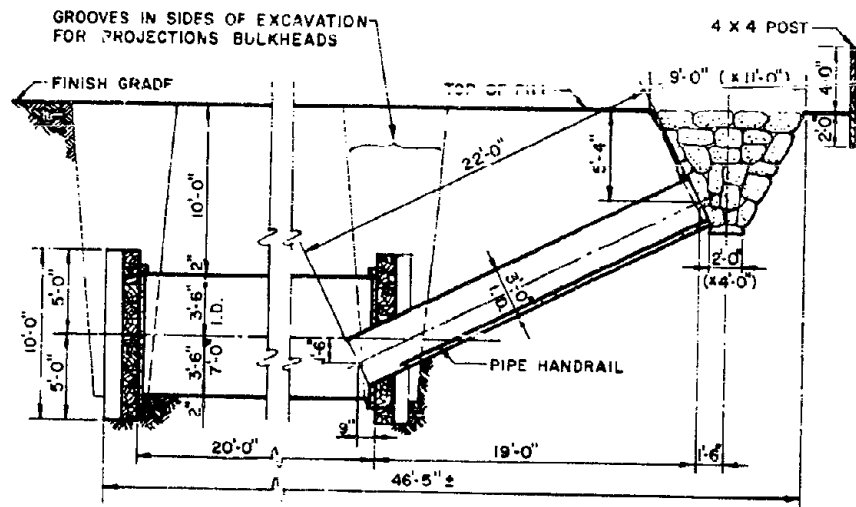 GROOVES IN SIDES OF EXCAVATION
FOR PROJECTIONS BULKHEADS
4 X 4 POST
FINISH GRADE
TOP OF FILL
9'-0" (X 11'-0")
4'-0"
2'-0"
22'-0"
5'-4"
10'-0"
2"
3'-6"
I.D.
3'-6"
7'-0"
2"
10'-0"
5'-0"
5'-0"
3'-0"
I.D.
2'-0"
(X4'-0")
1'-6"
PIPE HANDRAIL
9"
20'-0"
19'-0"
1'-6"
46'-5" ±